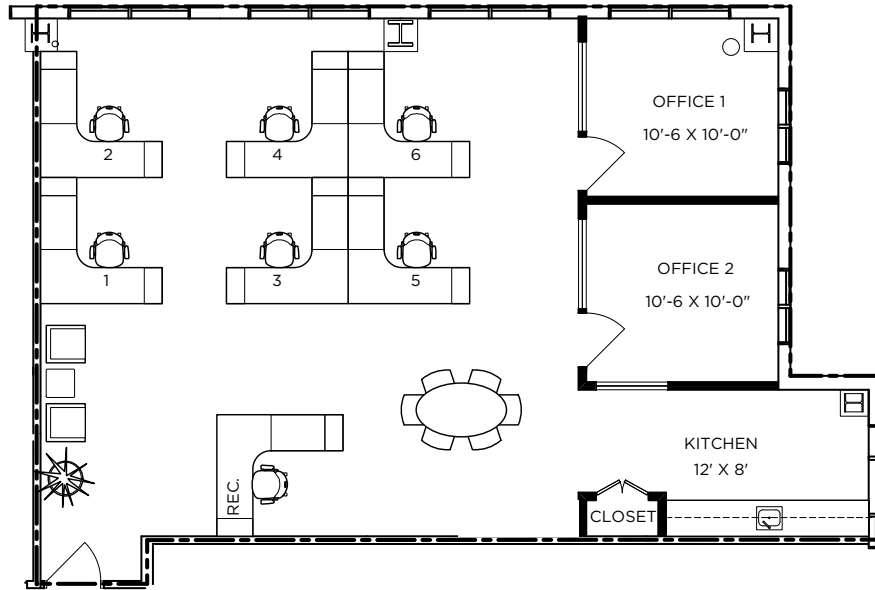 OFFICE 1
10'-6 X 10'-0"
2
4
6
OFFICE 2
10'-6 X 10'-0"
1
3
5
KITCHEN
12' X 8'
REC.
CLOSET